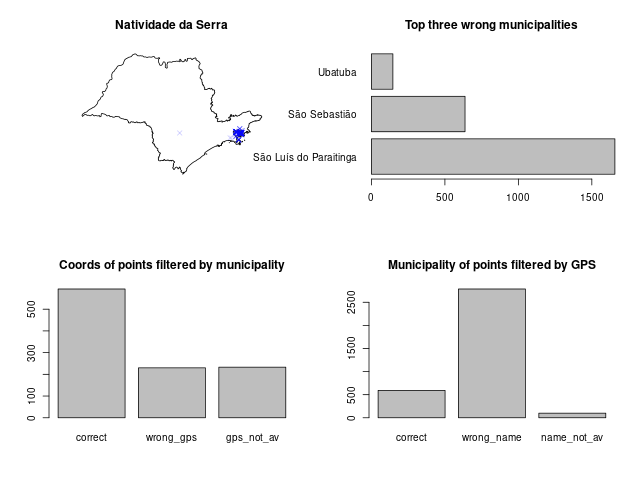 Natividade da Serra
Top three wrong municipalities
Ubatuba
São Sebastião
São Luís do Paraitinga
0 500 1000 1500
Coords of points filtered by municipality
500
300
100
0
correct wrong_gps gps_not_av
Municipality of points filtered by GPS
2500
1500
500
0
correct wrong_name name_not_av